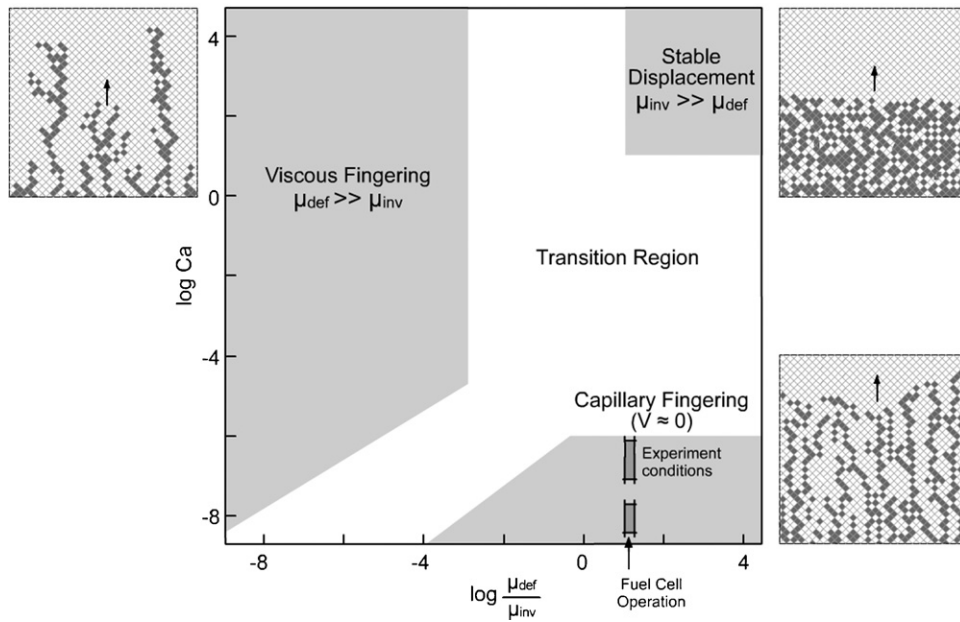 4
0
-4
-8
log Ca
Viscous Fingering
μdef >> μinv
Stable
Displacement
μinv >> μdef
Transition Region
Capillary Fingering
(V ≈ 0)
Experiment
conditions
-8
-4
0
4
log μdef
μinv
Fuel Cell
Operation